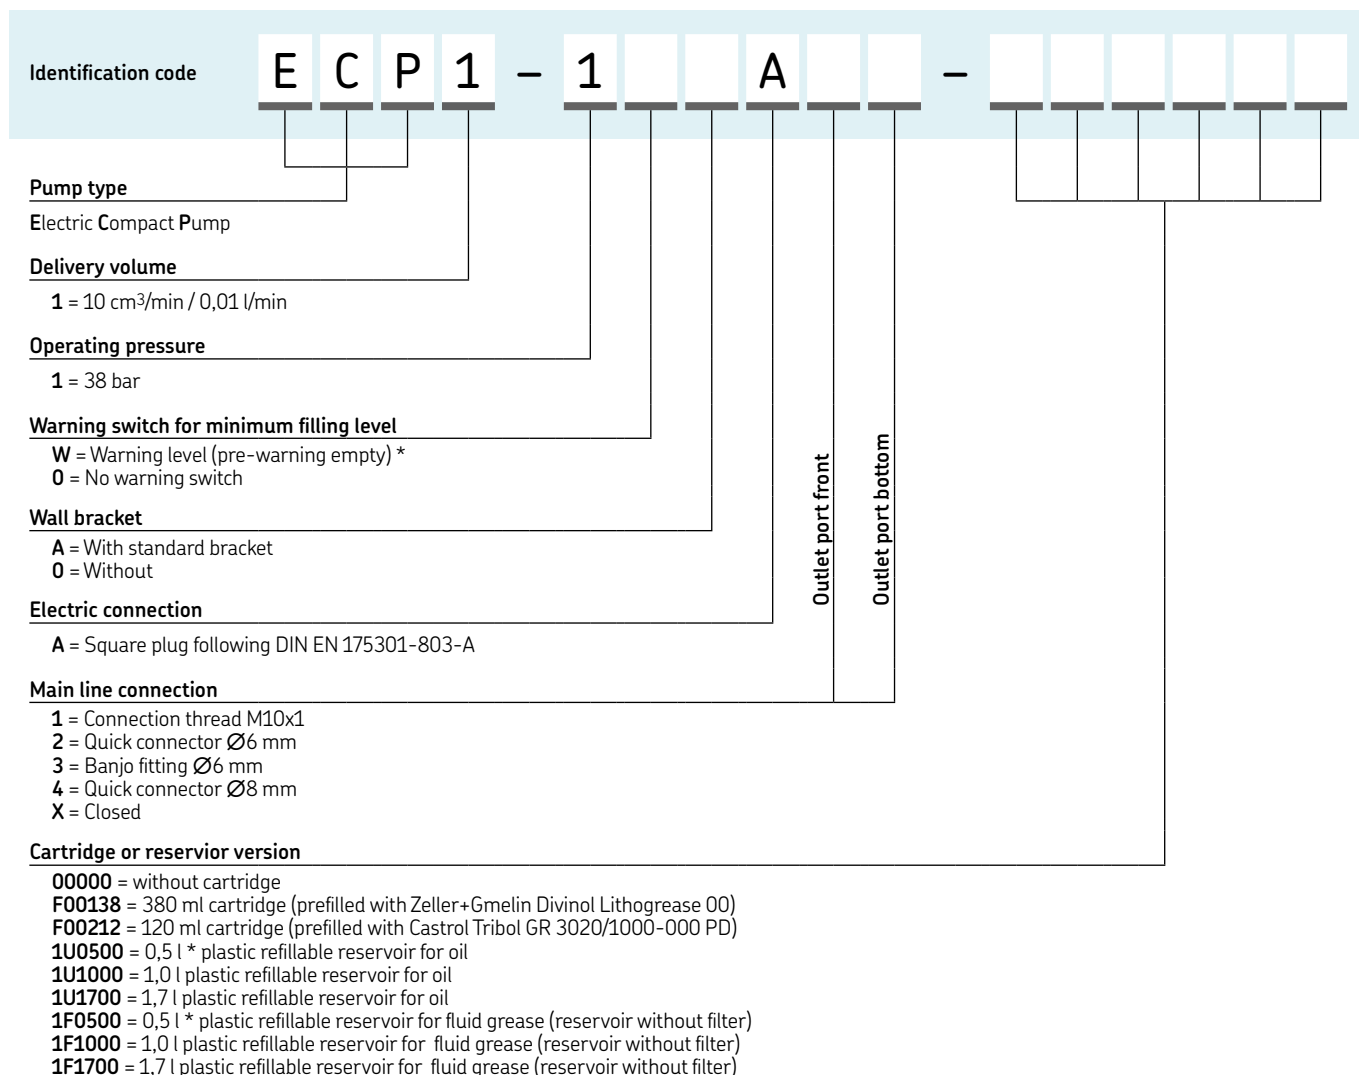 Identification code E C P 1 – 1 A –
Pump type
Electric Compact Pump
Delivery volume
1 = 10 cm³/min / 0,01 l/min
Operating pressure
1 = 38 bar
Warning switch for minimum filling level
W = Warning level (pre-warning empty) *
0 = No warning switch
Wall bracket
A = With standard bracket
0 = Without
Outlet port front
Outlet port bottom
Electric connection
A = Square plug following DIN EN 175301-803-A
Main line connection
1 = Connection thread M10x1
2 = Quick connector Ø6 mm
3 = Banjo fitting Ø6 mm
4 = Quick connector Ø8 mm
X = Closed
Cartridge or reservior version
00000 = without cartridge
F00138 = 380 ml cartridge (prefilled with Zeller+Gmelin Divinol Lithogrease 00)
F00212 = 120 ml cartridge (prefilled with Castrol Tribol GR 3020/1000-000 PD)
1U0500 = 0,5 l * plastic refillable reservoir for oil
1U1000 = 1,0 l plastic refillable reservoir for oil
1U1700 = 1,7 l plastic refillable reservoir for oil
1F0500 = 0,5 l * plastic refillable reservoir for fluid grease (reservoir without filter)
1F1000 = 1,0 l plastic refillable reservoir for fluid grease (reservoir without filter)
1F1700 = 1,7 l plastic refillable reservoir for fluid grease (reservoir without filter)